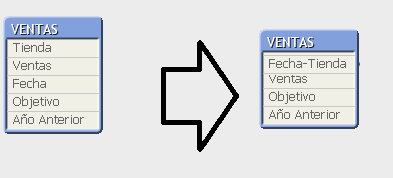 VENTAS
Tienda
Ventas
Fecha
Objetivo
Año Anterior
VENTAS
Fecha-Tienda
Ventas
Objetivo
Año Anterior